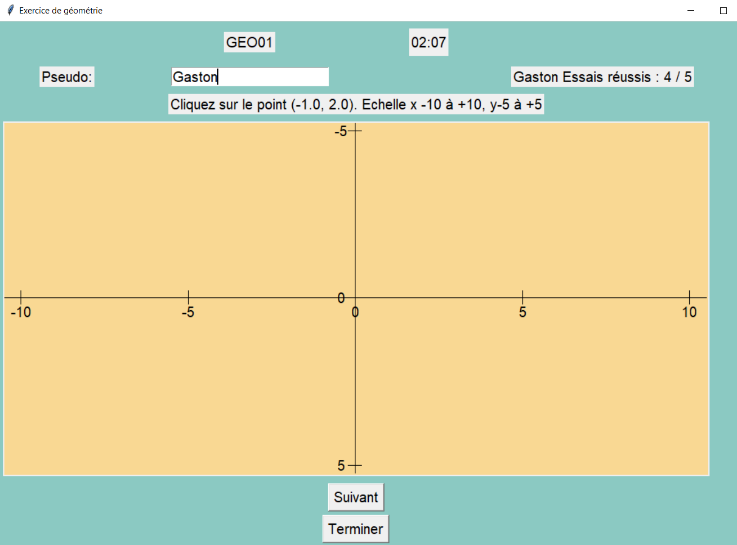 Exercice de géométrie
GEO01
02:07
Pseudo:
Gaston
Gaston Essais réussis : 4 / 5
Cliquez sur le point (-1.0, 2.0). Echelle x -10 à +10, y-5 à +5
-5
0
-10
-5
0
5
10
5
Suivant
Terminer